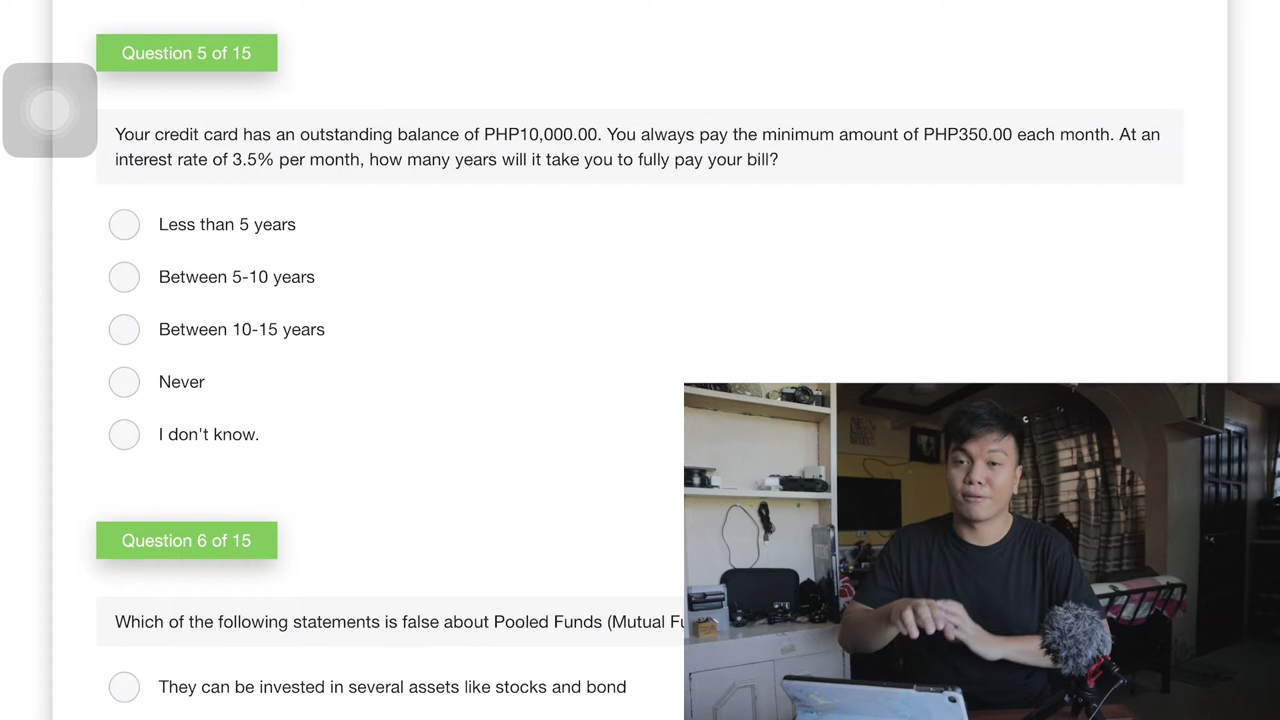 Question 5 of 15
Your credit card has an outstanding balance of PHP10,000.00. You always pay the minimum amount of PHP350.00 each month. At an
interest rate of 3.5% per month, how many years will it take you to fully pay your bill?
Less than 5 years
Between 5-10 years
Between 10-15 years
Never
I don't know.
Question 6 of 15
Which of the following statements is false about Pooled Funds (Mutual
They can be invested in several assets like stocks and bond